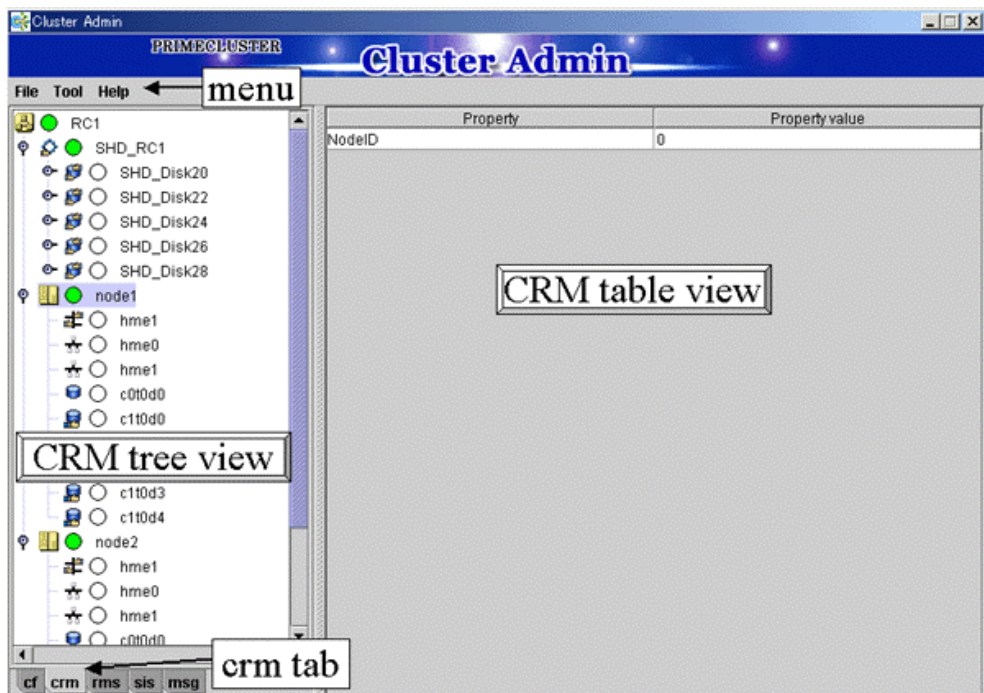 Cluster Admin
PRIMECLUSTER
Cluster Admin
File Tool Help
menu
RC1
SHD_RC1
SHD_Disk20
SHD_Disk22
SHD_Disk24
SHD_Disk26
SHD_Disk28
node1
hme1
hme0
hme1
c0t0d0
c1t0d0
CRM tree view
c1t0d3
c1t0d4
node2
hme1
hme0
hme1
c0t0d0
crm tab
cf crm rms sis msg
Property Property value
NodeID 0
CRM table view